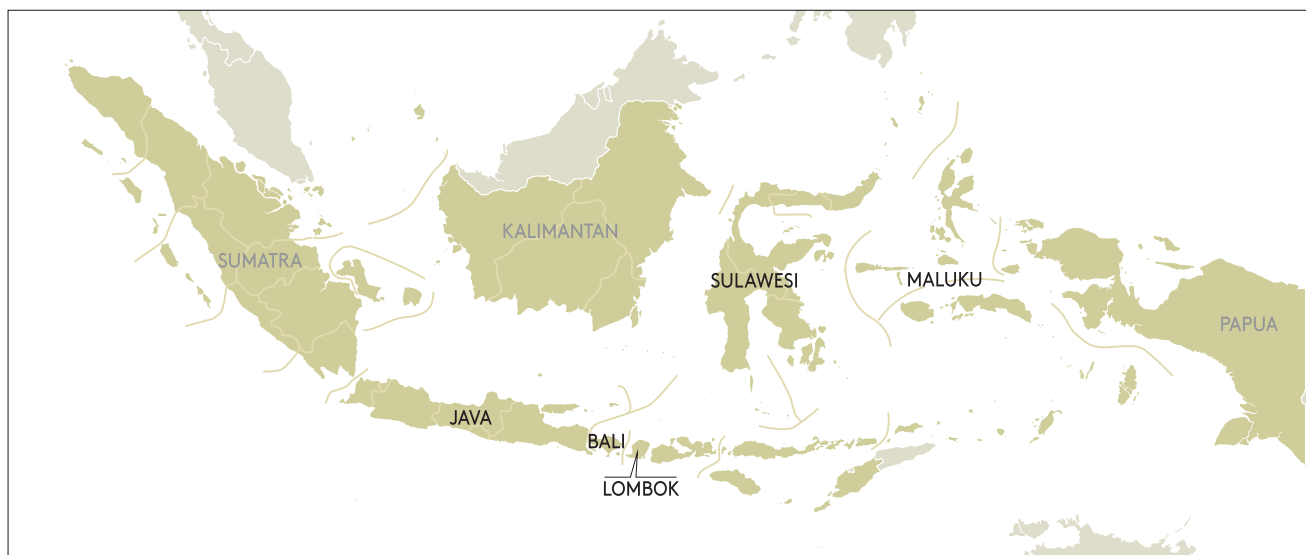 KALIMANTAN
SUMATRA
SULAWESI
MALUKU
PAPUA
JAVA
BALI
LOMBOK